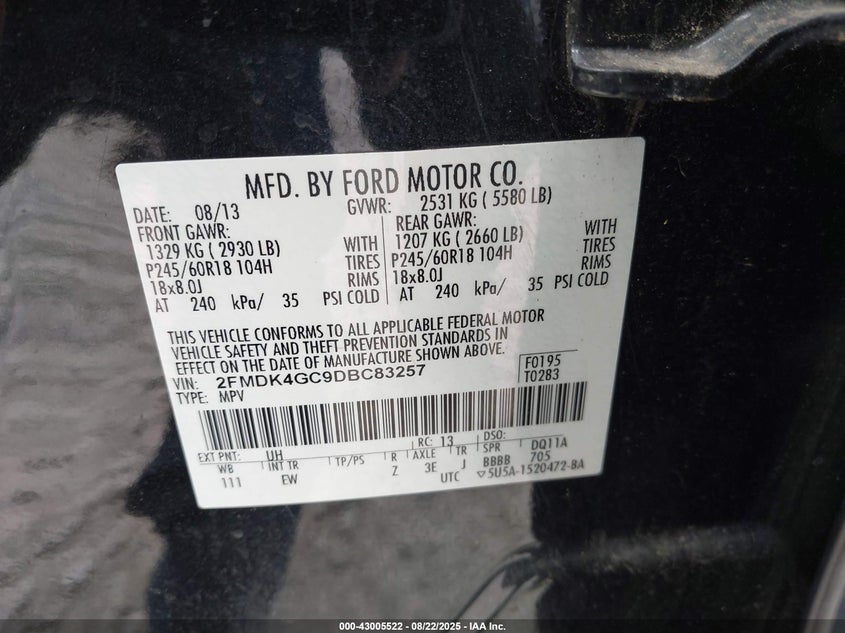 MFD. BY FORD MOTOR CO.
DATE: 08/13 GVWR: 2531 KG ( 5580 LB)
FRONT GAWR: REAR GAWR:
1329 KG ( 2930 LB) WITH 1207 KG ( 2660 LB) WITH
P245/60R18 104H TIRES P245/60R18 104H TIRES
18x8.0J RIMS 18x8.0J RIMS
AT 240 kPa/ 35 PSI COLD AT 240 kPa/ 35 PSI COLD
THIS VEHICLE CONFORMS TO ALL APPLICABLE FEDERAL MOTOR
VEHICLE SAFETY AND THEFT PREVENTION STANDARDS IN
EFFECT ON THE DATE OF MANUFACTURE SHOWN ABOVE.
VIN: 2FMDK4GC9DBC83257 F0195
TYPE: MPV T0283
EXT PNT: UH RC: 13 DSO:
WB INT TR TP/PS R AXLE TR SPR DQ11A
111 EW Z 3E J BBBB 705
UTC ▽5U5A-1520472-BA
000-43005522 - 08/22/2025 - IAA Inc.